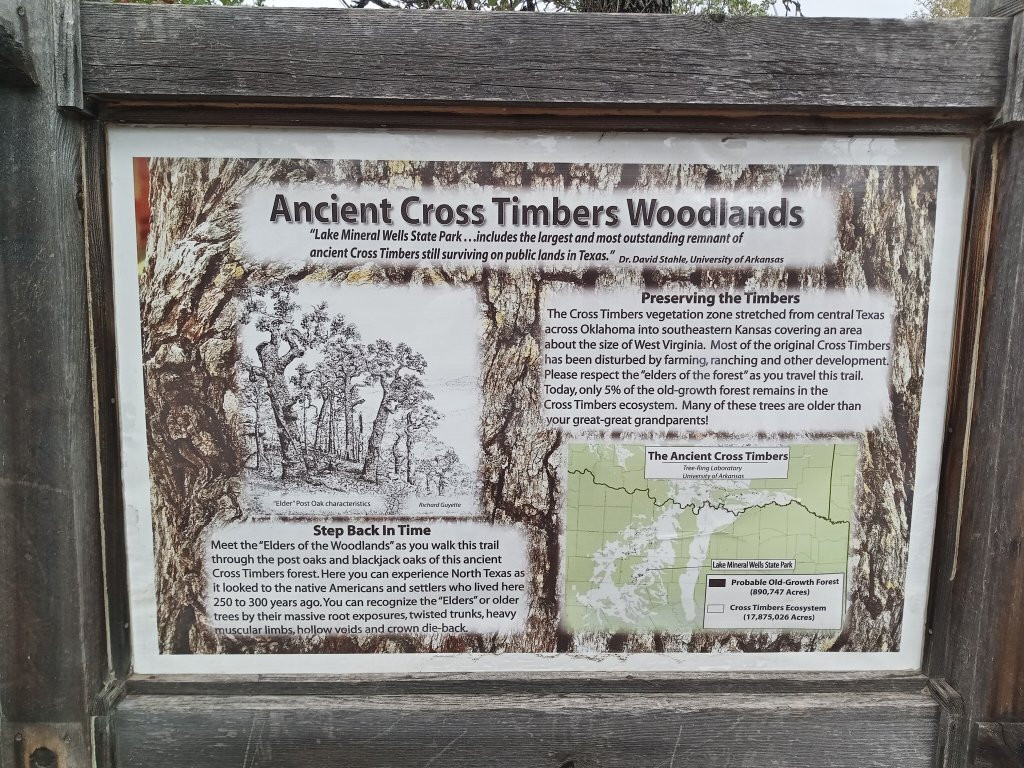 Ancient Cross Timbers Woodlands
"Lake Mineral Wells State Park ...includes the largest and most outstanding remnant of
ancient Cross Timbers still surviving on public lands in Texas." Dr. David Stahle, University of Arkansas
"Elder" Post Oak characteristics
Richard Guyette
Step Back In Time
Meet the "Elders of the Woodlands" as you walk this trail
through the post oaks and blackjack oaks of this ancient
Cross Timbers forest. Here you can experience North Texas as
it looked to the native Americans and settlers who lived here
250 to 300 years ago. You can recognize the "Elders" or older
trees by their massive root exposures, twisted trunks, heavy
muscular limbs, hollow voids and crown die-back.
Preserving the Timbers
The Cross Timbers vegetation zone stretched from central Texas
across Oklahoma into southeastern Kansas covering an area
about the size of West Virginia. Most of the original Cross Timbers
has been disturbed by farming, ranching and other development.
Please respect the "elders of the forest" as you travel this trail.
Today, only 5% of the old-growth forest remains in the
Cross Timbers ecosystem. Many of these trees are older than
your great-great grandparents!
The Ancient Cross Timbers
Tree-Ring Laboratory
University of Arkansas
Lake Mineral Wells State Park
Probable Old-Growth Forest
(890,747 Acres)
Cross Timbers Ecosystem
(17,875,026 Acres)